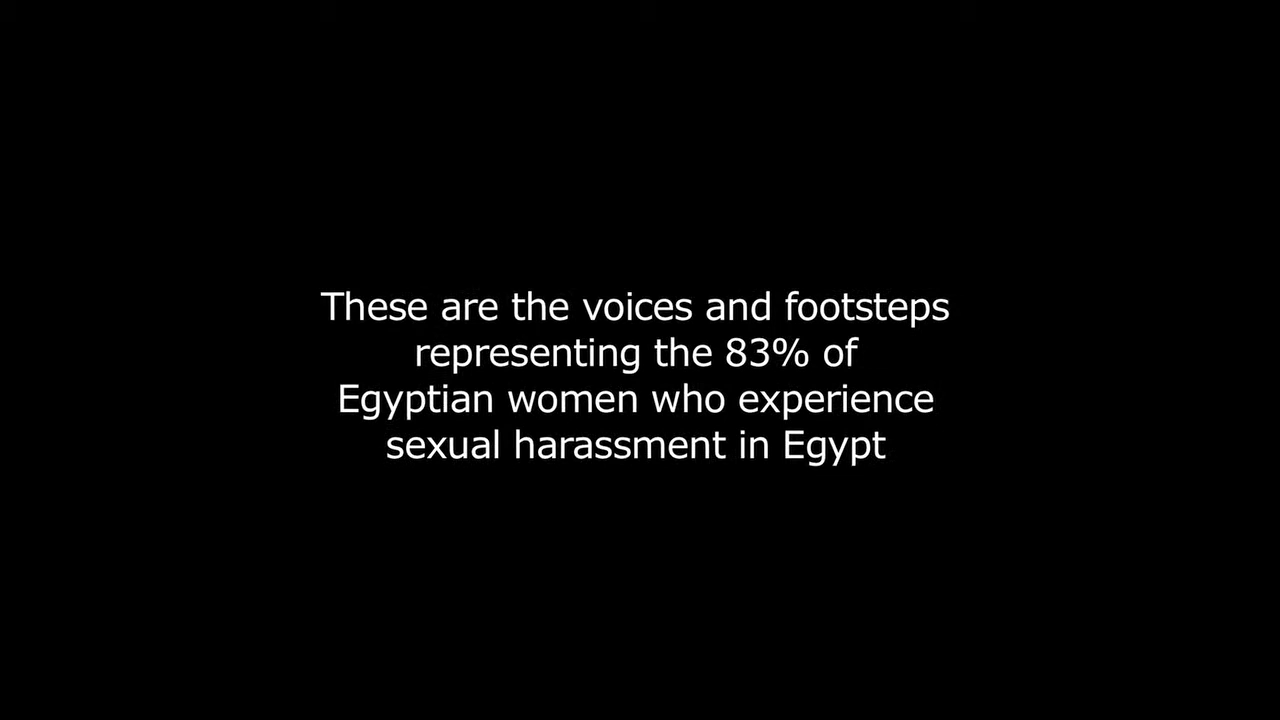 These are the voices and footsteps
representing the 83% of
Egyptian women who experience
sexual harassment in Egypt